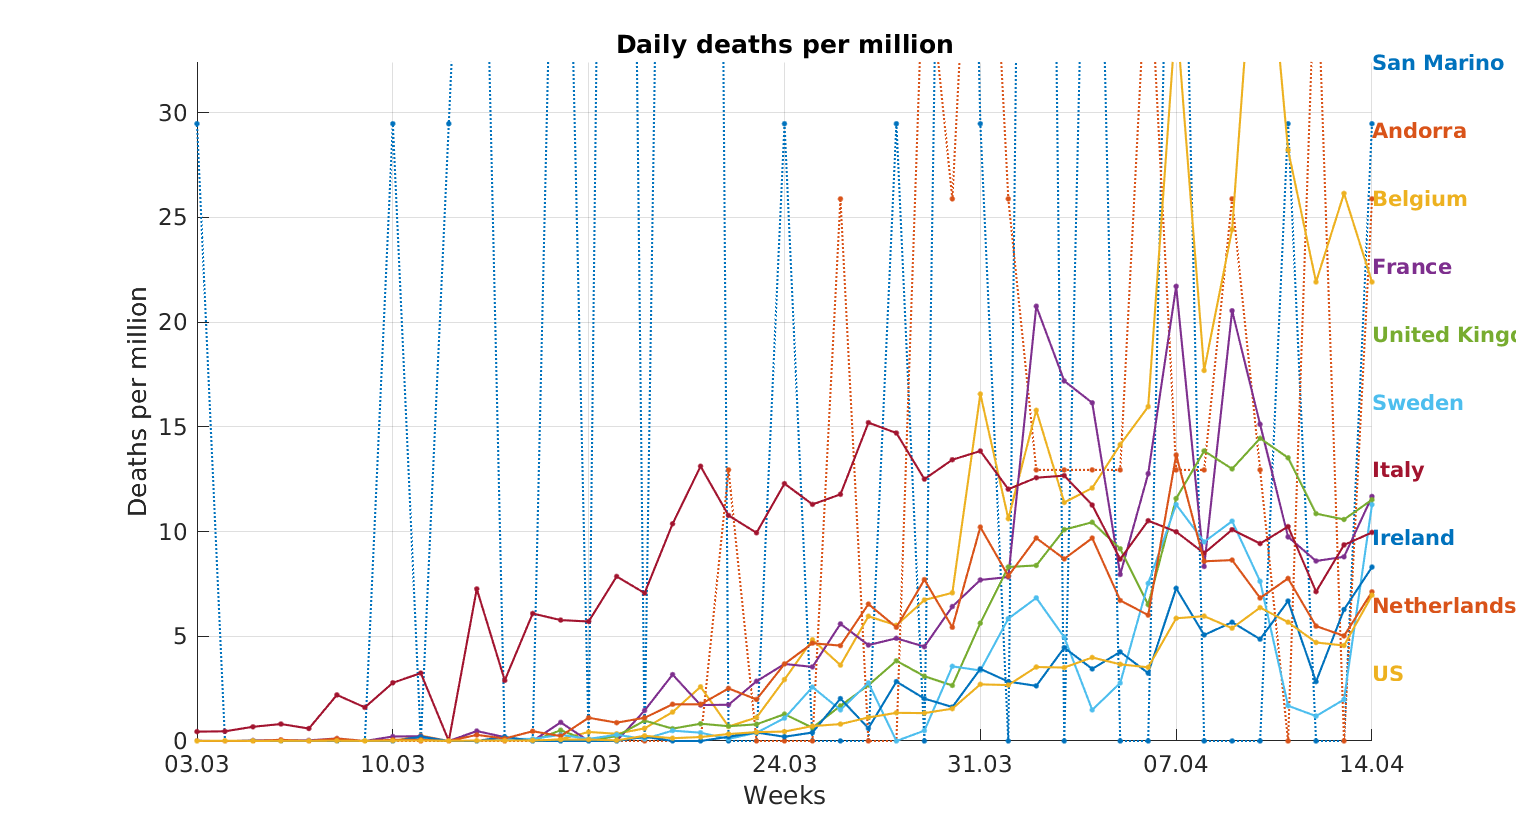 Daily deaths per million
San Marino
Andorra
Belgium
France
United King
Sweden
Italy
Ireland
Netherlands
US
30
25
20
15
10
5
0
Deaths per million
03.03 10.03 17.03 24.03 31.03 07.04 14.04
Weeks